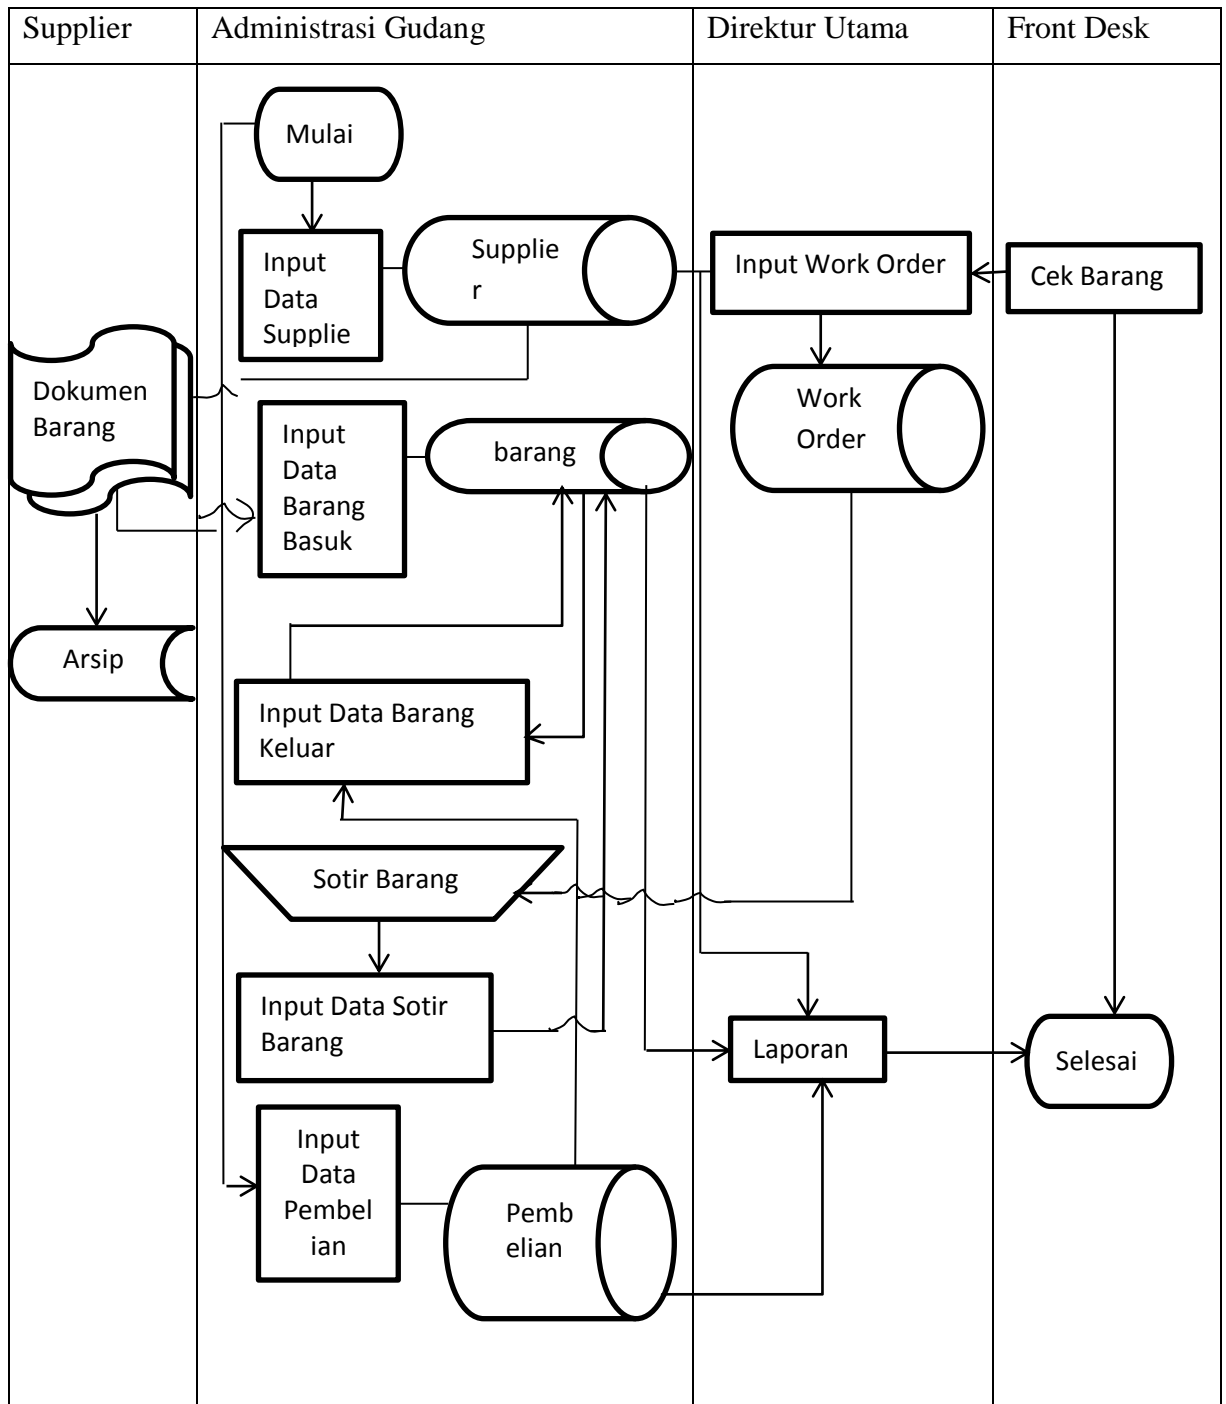 Supplier
Administrasi Gudang
Direktur Utama
Front Desk
Mulai
Input
Data
Supplie
Supplie
r
Input Work Order
Cek Barang
Dokumen
Barang
Input
Data
Barang
Basuk
barang
Work
Order
Arsip
Input Data Barang
Keluar
Sotir Barang
Input Data Sotir
Barang
Laporan
Selesai
Input
Data
Pembel
ian
Pemb
elian